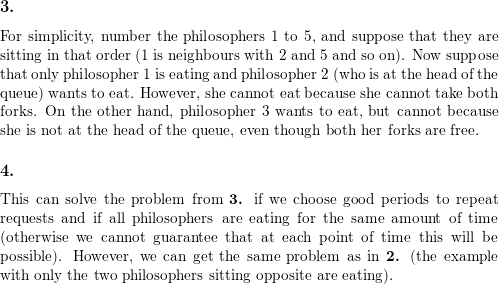 3.
For simplicity, number the philosophers 1 to 5, and suppose that they are
sitting in that order (1 is neighbours with 2 and 5 and so on). Now suppose
that only philosopher 1 is eating and philosopher 2 (who is at the head of the
queue) wants to eat. However, she cannot eat because she cannot take both
forks. On the other hand, philosopher 3 wants to eat, but cannot because
she is not at the head of the queue, even though both her forks are free.
4.
This can solve the problem from 3. if we choose good periods to repeat
requests and if all philosophers are eating for the same amount of time
(otherwise we cannot guarantee that at each point of time this will be
possible). However, we can get the same problem as in 2. (the example
with only the two philosophers sitting opposite are eating).